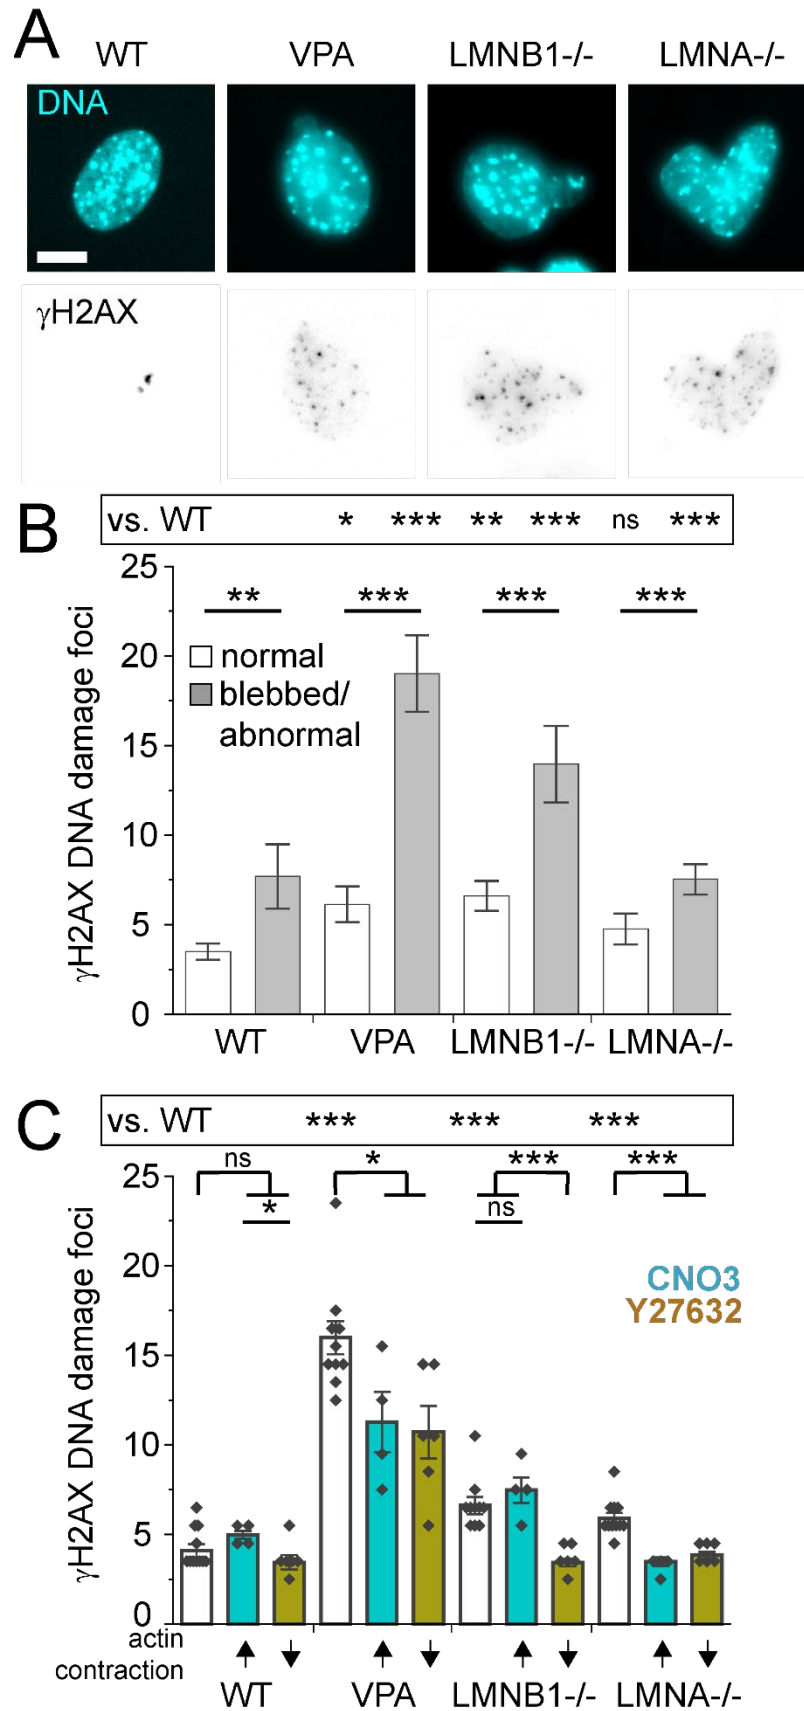 A
WT VPA LMNB1-/- LMNA-/-
DNA
γH2AX
B
vs. WT * *** ** *** ns ***
25
** *** *** ***
20
normal
blebbed/
abnormal
15
10
5
0
γH2AX DNA damage foci
WT VPA LMNB1-/- LMNA-/-
C
vs. WT *** *** ***
ns * *** ***
25
* ns
20
CNO3
Y27632
15
10
5
0
γH2AX DNA damage foci
actin
contraction
WT VPA LMNB1-/- LMNA-/-